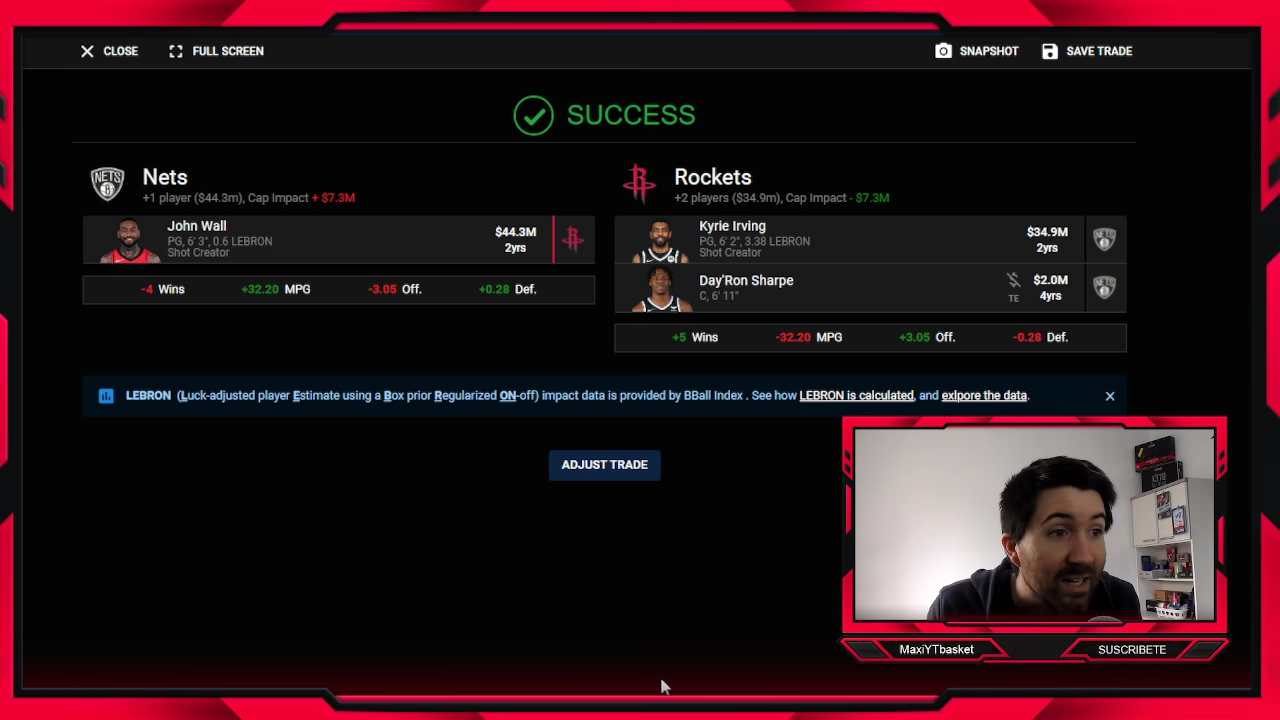 CLOSE FULL SCREEN SNAPSHOT SAVE TRADE
SUCCESS
NETS
Nets
+1 player ($44.3m), Cap Impact + $7.3M
John Wall
PG, 6' 3", 0.6 LEBRON
Shot Creator
$44.3M
2yrs
-4 Wins +32.20 MPG -3.05 Off. +0.28 Def.
Rockets
+2 players ($34.9m), Cap Impact - $7.3M
Kyrie Irving
PG, 6' 2", 3.38 LEBRON
Shot Creator
$34.9M
2yrs
NETS
Day'Ron Sharpe
C, 6' 11"
TE
$2.0M
4yrs
NETS
+5 Wins -32.20 MPG +3.05 Off. -0.28 Def.
LEBRON (Luck-adjusted player Estimate using a Box prior Regularized ON-off) impact data is provided by BBall Index . See how LEBRON is calculated, and exlpore the data.
ADJUST TRADE
MaxiYTbasket
SUSCRIBETE